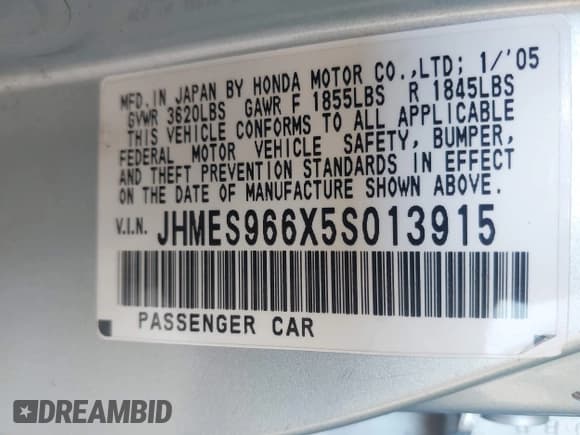 MFD.IN JAPAN BY HONDA MOTOR CO.,LTD; 1/'05
GVWR 3620LBS GAWR F 1855LBS R 1845LBS
THIS VEHICLE CONFORMS TO ALL APPLICABLE
FEDERAL MOTOR VEHICLE SAFETY, BUMPER,
AND THEFT PREVENTION STANDARDS IN EFFECT
ON THE DATE OF MANUFACTURE SHOWN ABOVE.
V.I.N. JHMES966X5S013915
PASSENGER CAR
DREAMBID